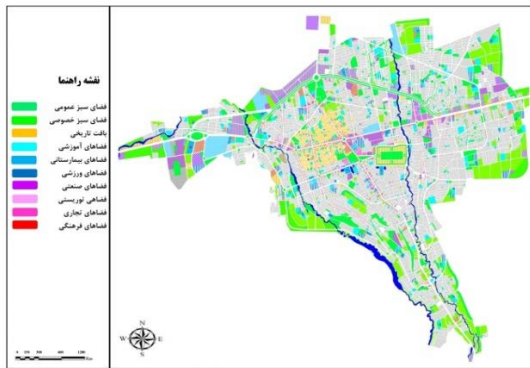 نقشه راهنما
فضای سبز عمومی
فضای سبز خصوصی
بافت تاریخی
فضاهای آموزشی
فضاهای بیمارستانی
فضاهای ورزشی
فضاهای صنعتی
فضاهی توریستی
فضاهای تجاری
فضاهای فرهنگی
N
W E
S